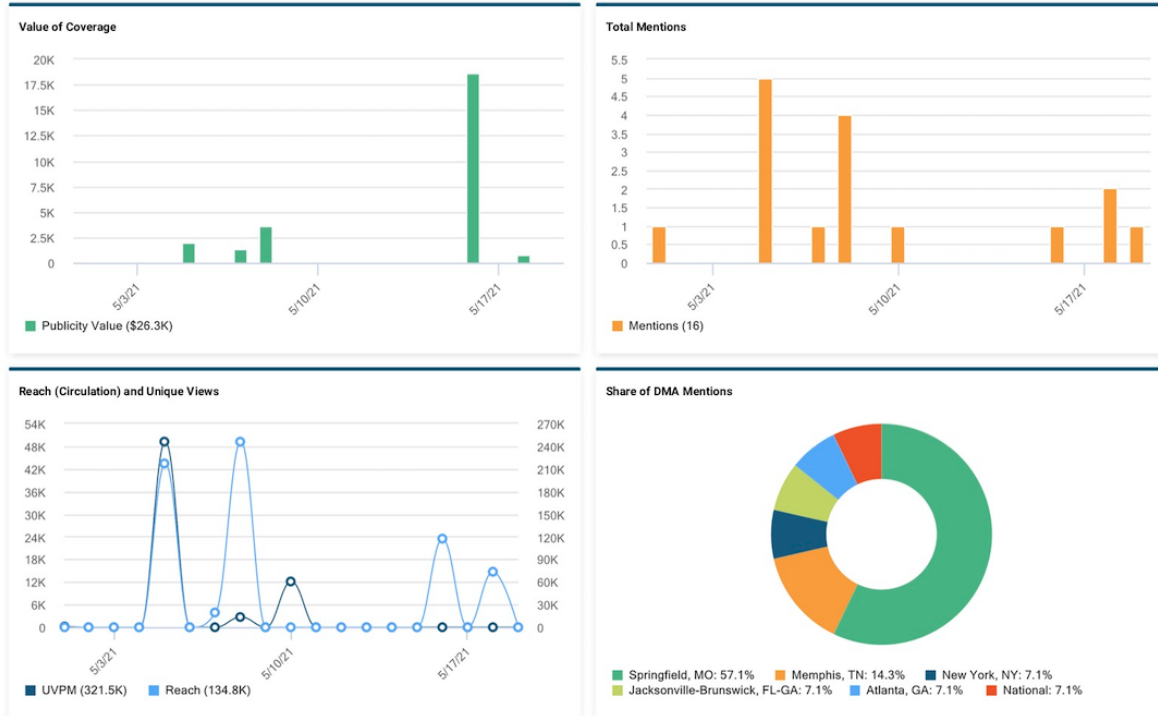 Value of Coverage
20K
17.5K
15K
12.5K
10K
7.5K
5K
2.5K
0
5/3/21
5/10/21
5/17/21
Publicity Value ($26.3K)
Total Mentions
5.5
5
4.5
4
3.5
3
2.5
2
1.5
1
0.5
0
5/3/21
5/10/21
5/17/21
Mentions (16)
Reach (Circulation) and Unique Views
54K
48K
42K
36K
30K
24K
18K
12K
6K
0
270K
240K
210K
180K
150K
120K
90K
60K
30K
0
5/3/21
5/10/21
5/17/21
UVPM (321.5K) Reach (134.8K)
Share of DMA Mentions
Springfield, MO: 57.1% Memphis, TN: 14.3% New York, NY: 7.1%
Jacksonville-Brunswick, FL-GA: 7.1% Atlanta, GA: 7.1% National: 7.1%